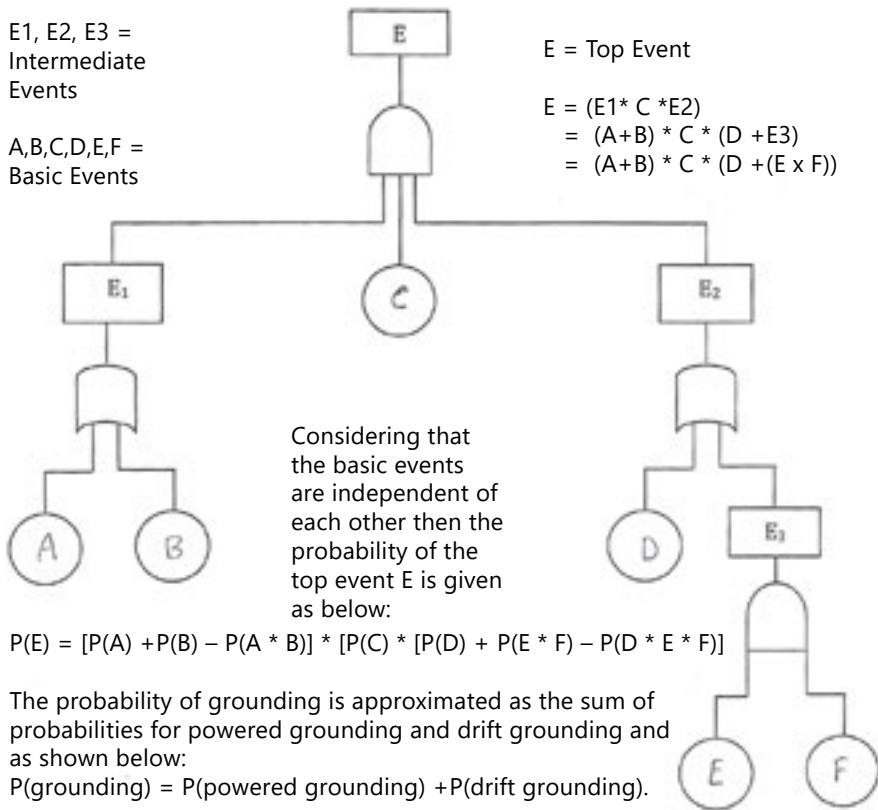 E1, E2, E3 =
Intermediate
Events
A,B,C,D,E,F =
Basic Events
E
E = Top Event
E = (E1* C *E2)
= (A+B) * C * (D +E3)
= (A+B) * C * (D +(E x F))
E₁
C
E₂
Considering that
the basic events
are independent of
each other then the
probability of the
top event E is given
as below:
A
B
D
E₃
P(E) = [P(A) +P(B) – P(A * B)] * [P(C) * [P(D) + P(E * F) – P(D * E * F)]
The probability of grounding is approximated as the sum of
probabilities for powered grounding and drift grounding and
as shown below:
P(grounding) = P(powered grounding) +P(drift grounding).
E
F